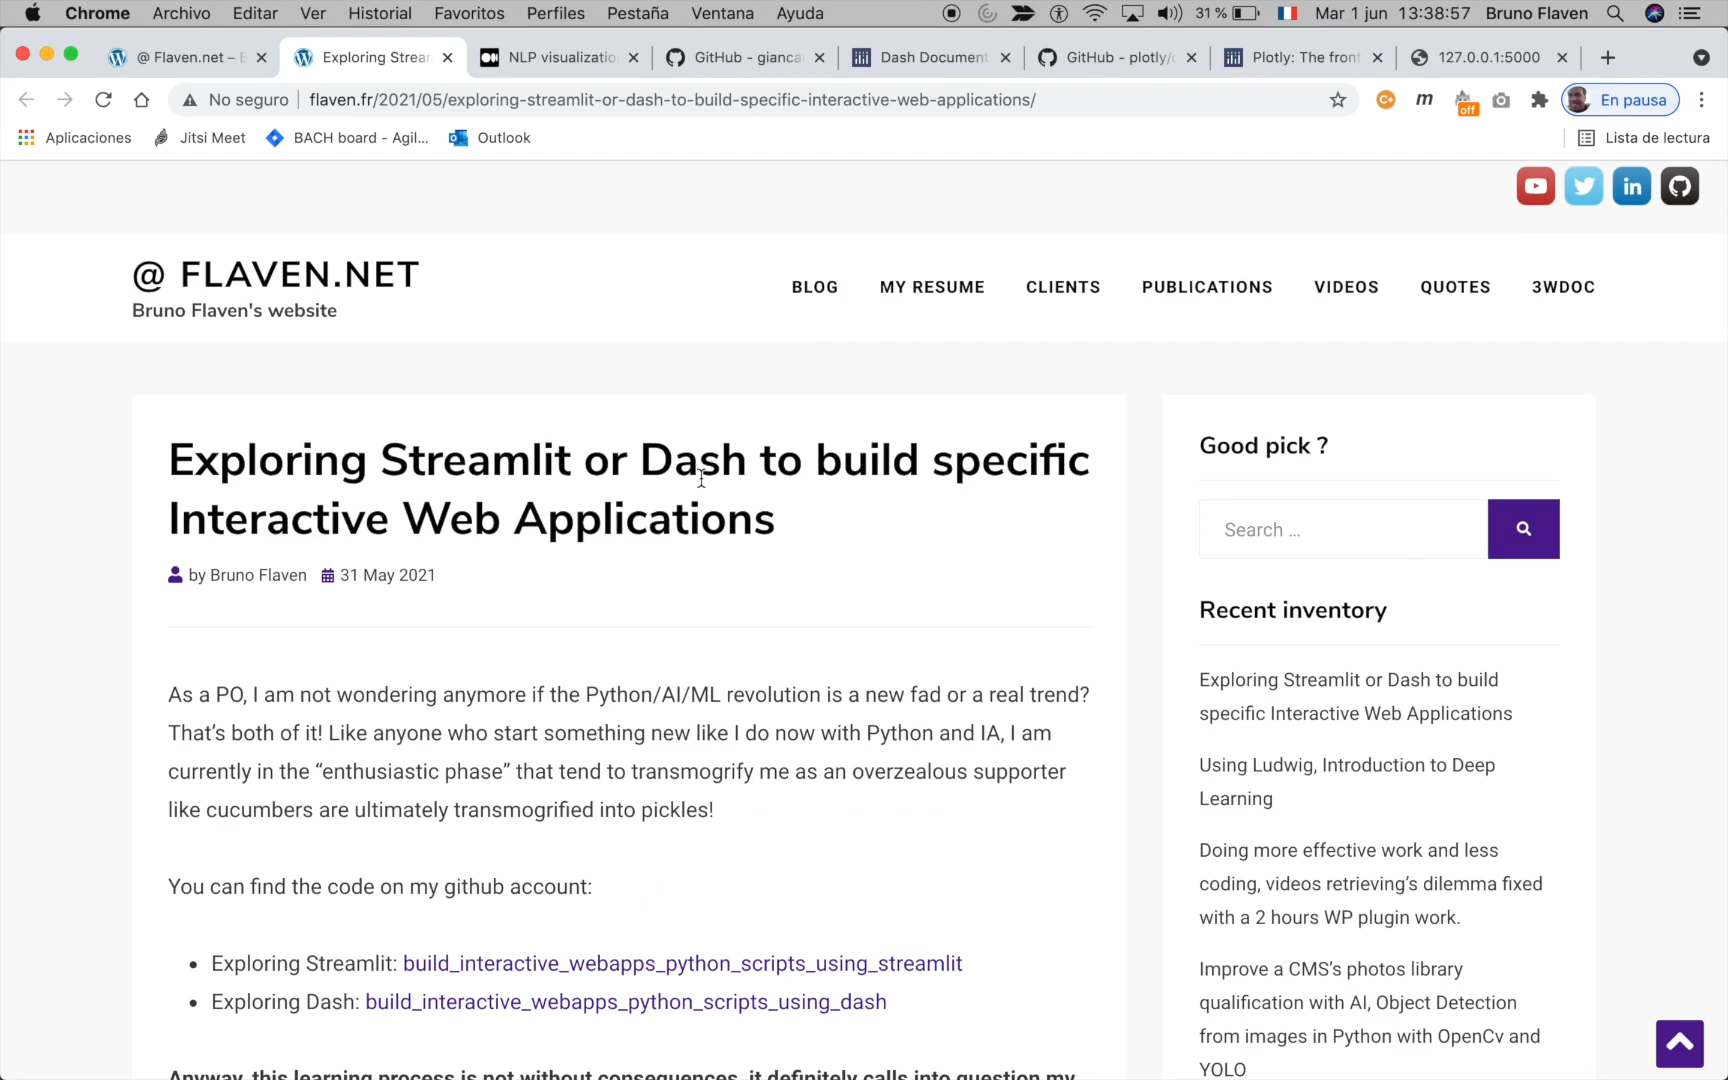 Chrome Archivo Editar Ver Historial Favoritos Perfiles Pestaña Ventana Ayuda 31 % Mar 1 jun 13:38:57 Bruno Flaven
@ Flaven.net – Exploring Stream NLP visualizatio GitHub - gianca Dash Document GitHub - plotly/ Plotly: The front 127.0.0.1:5000
No seguro flaven.fr/2021/05/exploring-streamlit-or-dash-to-build-specific-interactive-web-applications/ C+ m off En pausa
Aplicaciones Jitsi Meet BACH board - Agil... Outlook Lista de lectura
in
@ FLAVEN.NET
Bruno Flaven's website
BLOG MY RESUME CLIENTS PUBLICATIONS VIDEOS QUOTES 3WDOC
Exploring Streamlit or Dash to build specific
Interactive Web Applications
by Bruno Flaven 31 May 2021
As a PO, I am not wondering anymore if the Python/AI/ML revolution is a new fad or a real trend?
That’s both of it! Like anyone who start something new like I do now with Python and IA, I am
currently in the “enthusiastic phase” that tend to transmogrify me as an overzealous supporter
like cucumbers are ultimately transmogrified into pickles!
You can find the code on my github account:
• Exploring Streamlit: build_interactive_webapps_python_scripts_using_streamlit
• Exploring Dash: build_interactive_webapps_python_scripts_using_dash
Anyway, this learning process is not without consequences, it definitely calls into question my
Good pick ?
Search ...
Recent inventory
Exploring Streamlit or Dash to build
specific Interactive Web Applications
Using Ludwig, Introduction to Deep
Learning
Doing more effective work and less
coding, videos retrieving’s dilemma fixed
with a 2 hours WP plugin work.
Improve a CMS’s photos library
qualification with AI, Object Detection
from images in Python with OpenCv and
YOLO